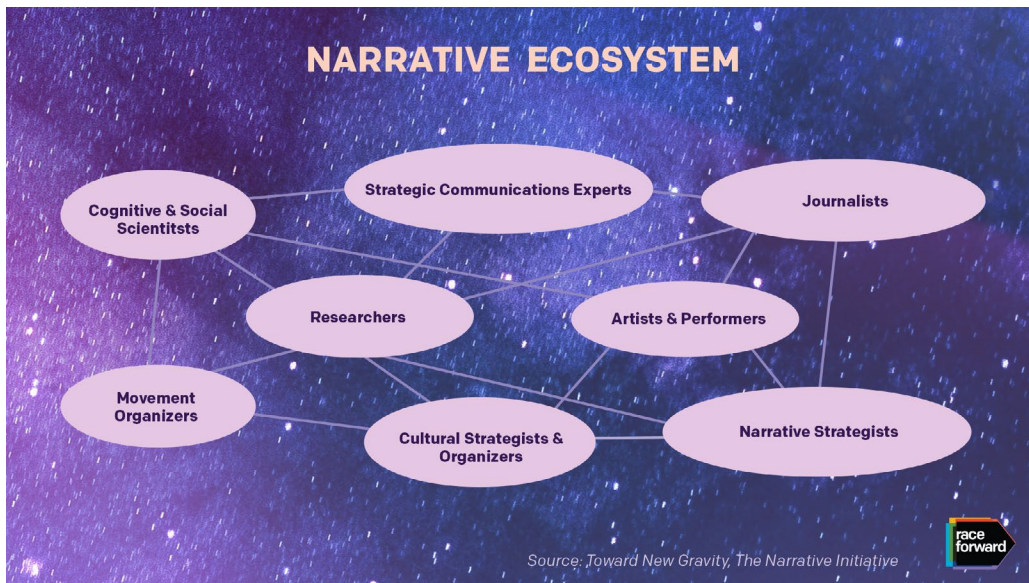 NARRATIVE ECOSYSTEM
Strategic Communications Experts
Cognitive & Social
Scientitsts
Journalists
Researchers
Artists & Performers
Movement
Organizers
Cultural Strategists &
Organizers
Narrative Strategists
race
forward
Source: Toward New Gravity, The Narrative Initiative